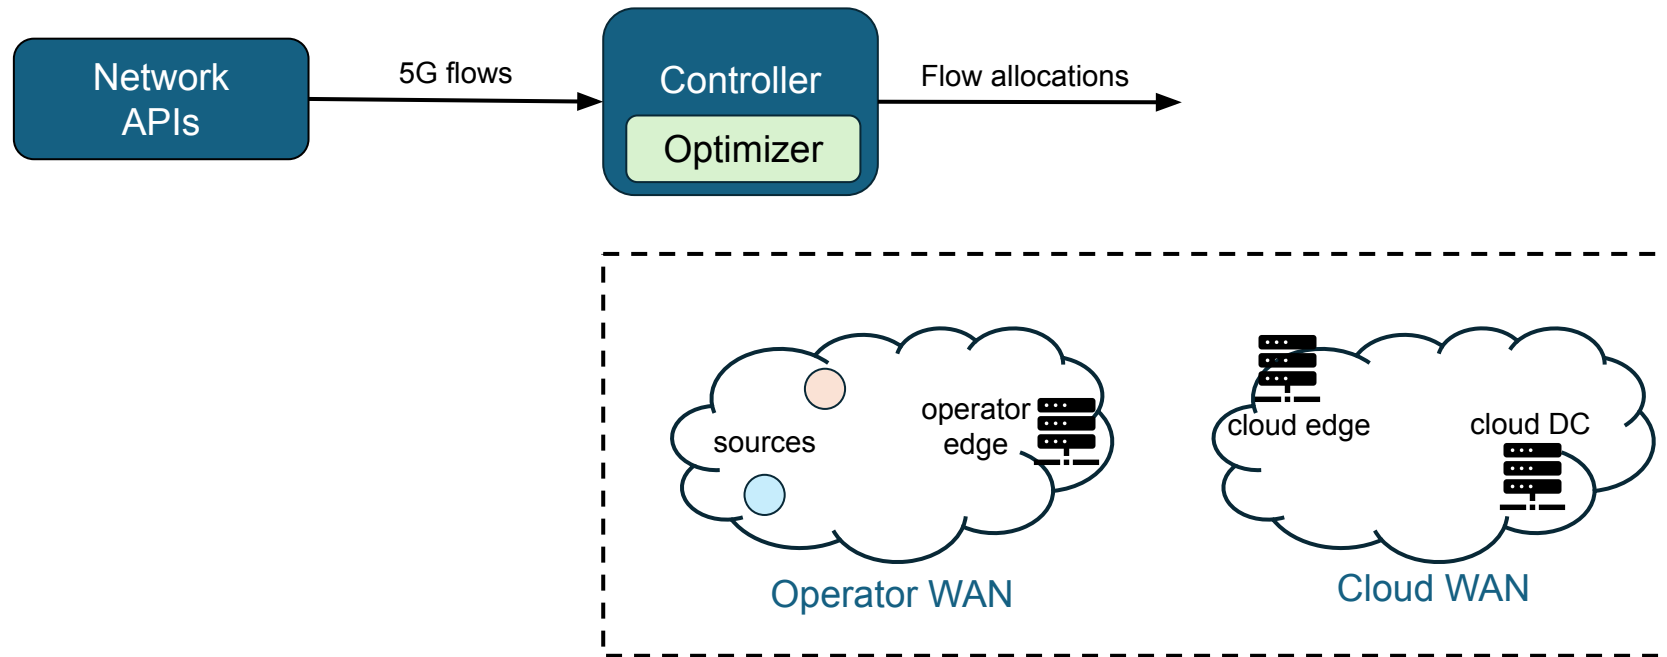 Network
APIs
5G flows
Controller
Optimizer
Flow allocations
sources
operator
edge
cloud edge
cloud DC
Operator WAN
Cloud WAN